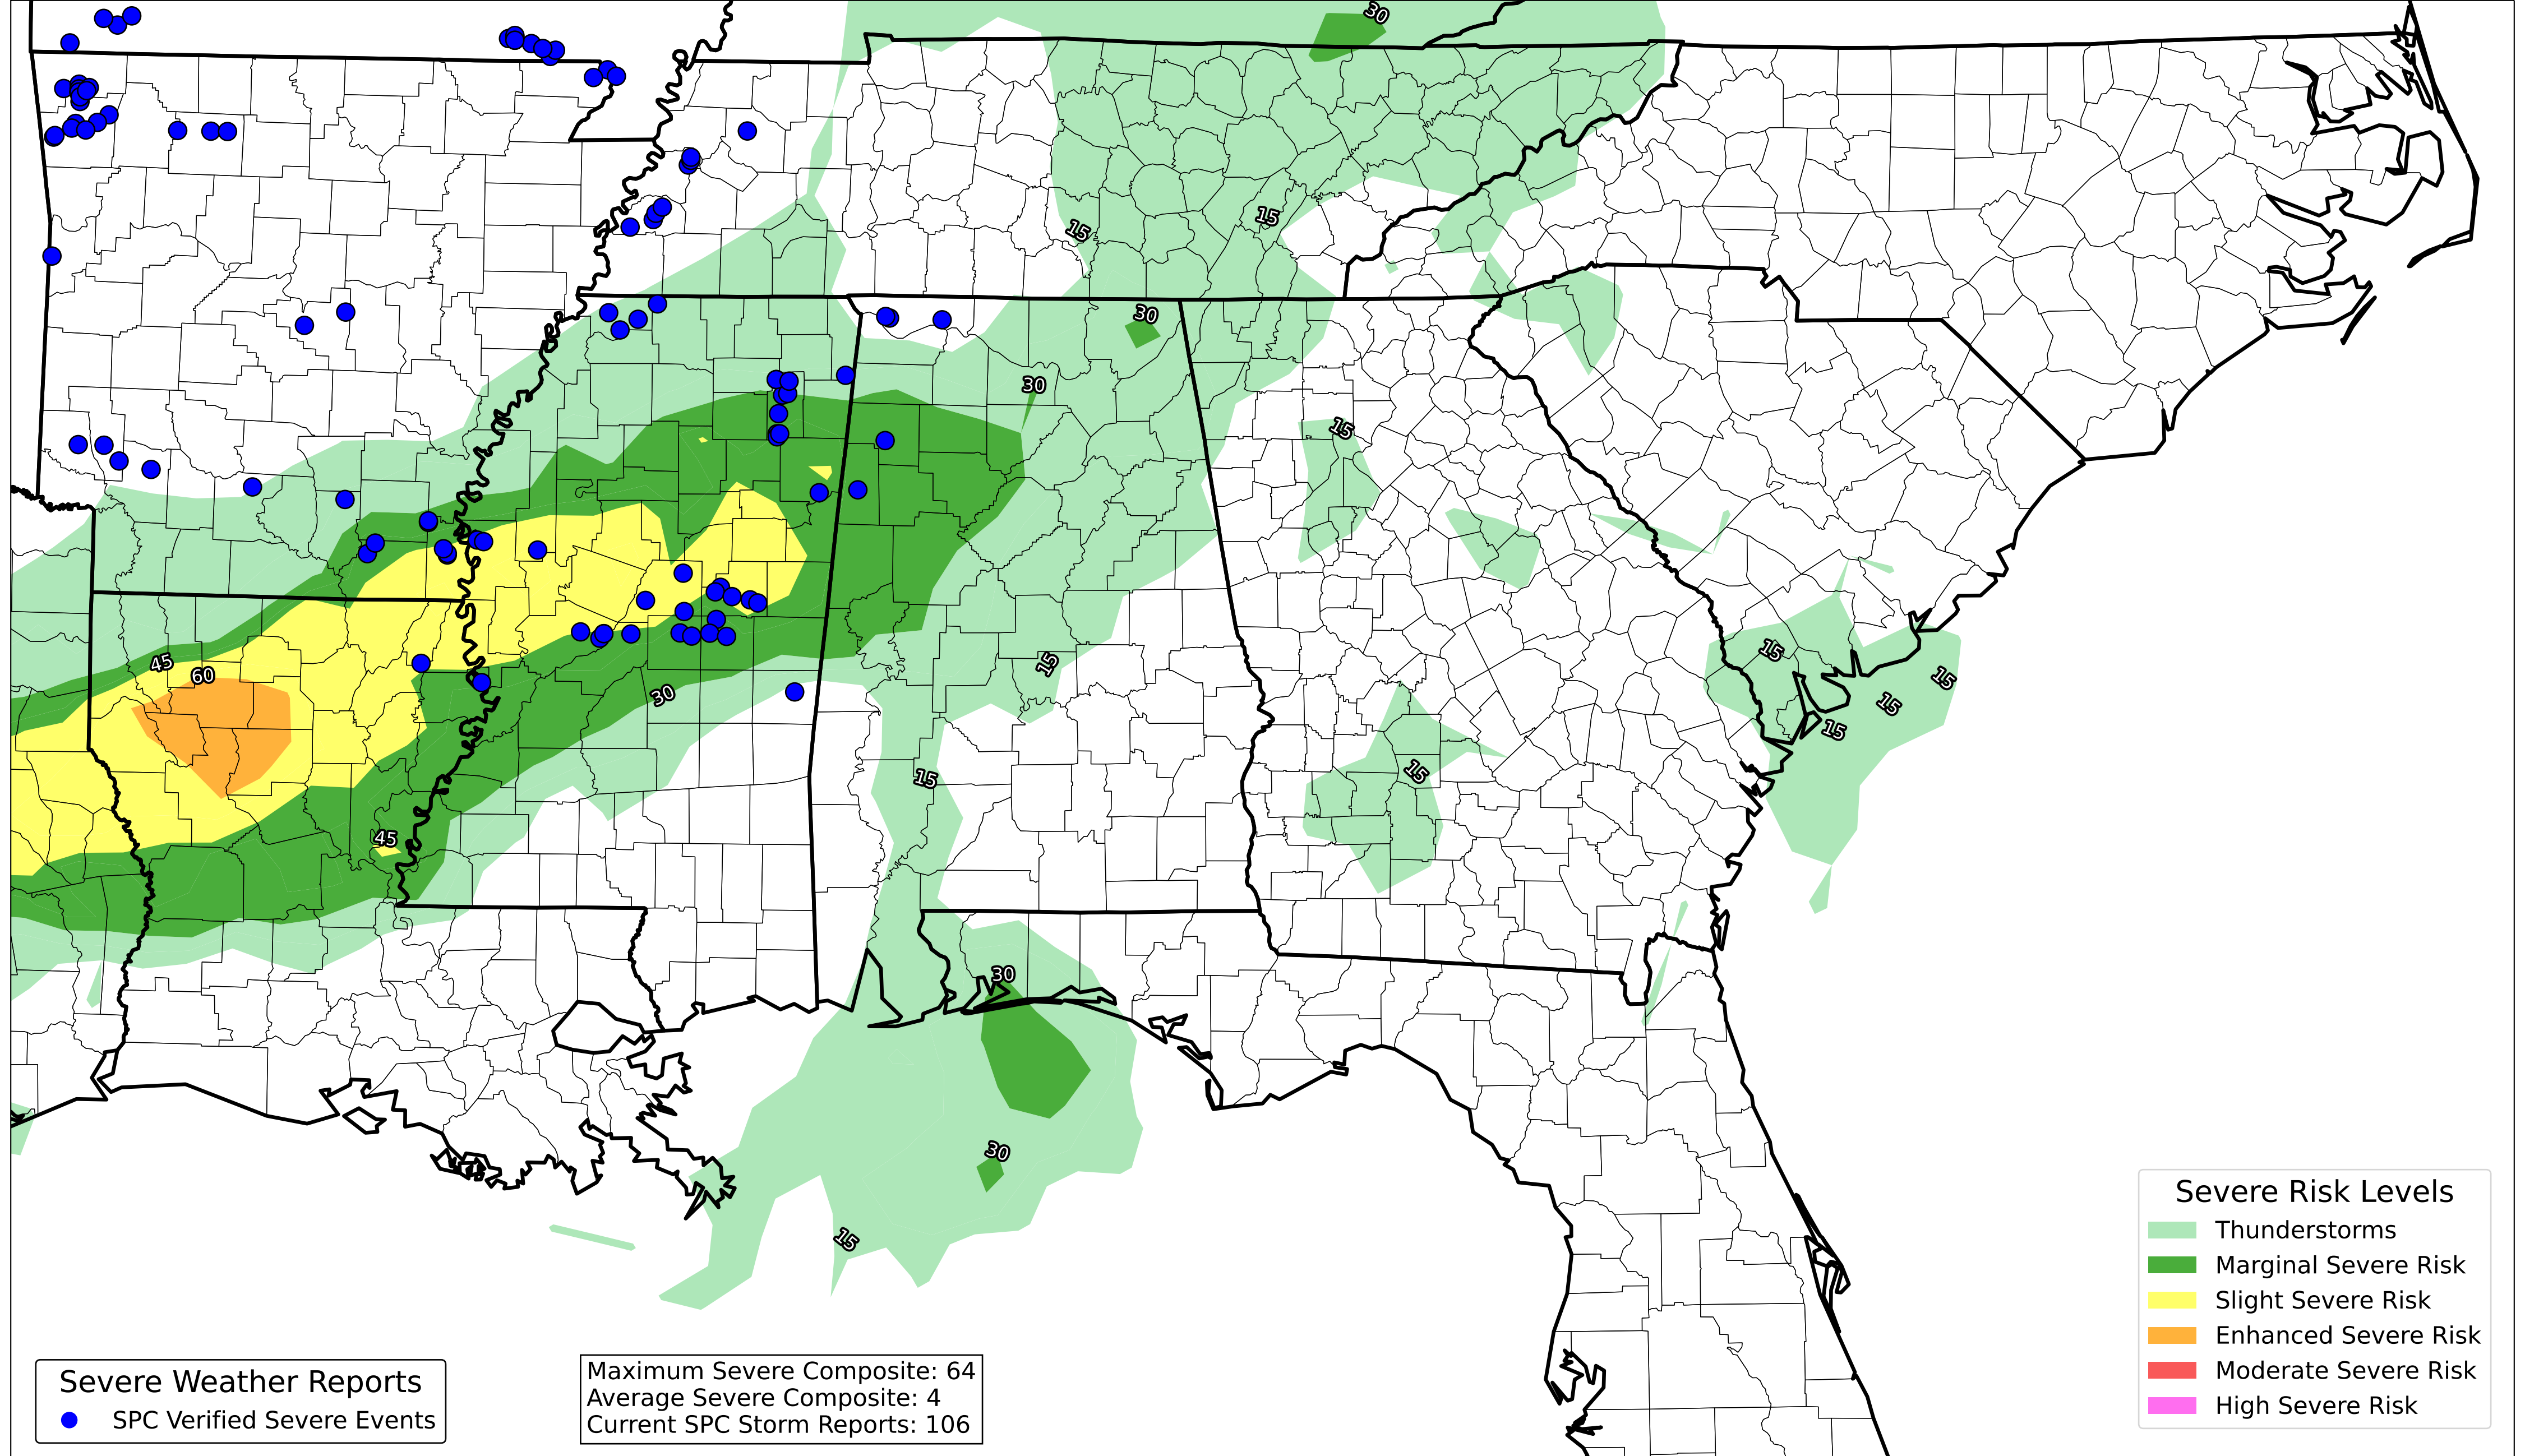 30
15
15
30
30
15
45
60
30
15
15
15
15
15
15
15
45
30
30
15
Severe Risk Levels
Thunderstorms
Marginal Severe Risk
Slight Severe Risk
Enhanced Severe Risk
Moderate Severe Risk
High Severe Risk
Severe Weather Reports
SPC Verified Severe Events
Maximum Severe Composite: 64
Average Severe Composite: 4
Current SPC Storm Reports: 106